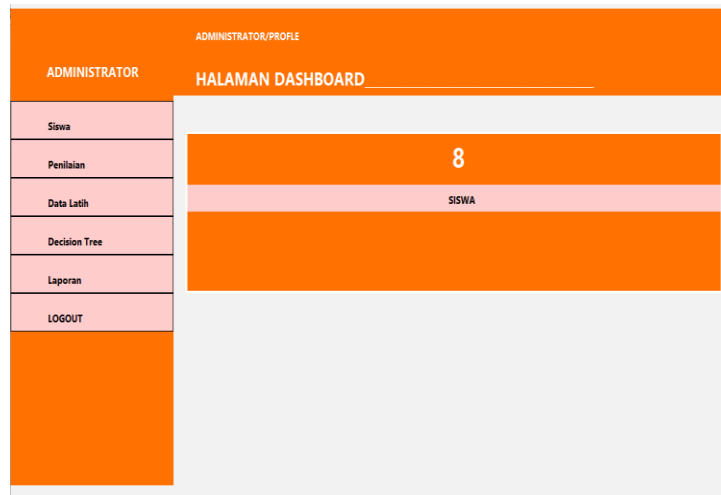 ADMINISTRATOR/PROFLE
ADMINISTRATOR
HALAMAN DASHBOARD
Siswa
Penilaian
Data Latih
Decision Tree
Laporan
LOGOUT
8
SISWA